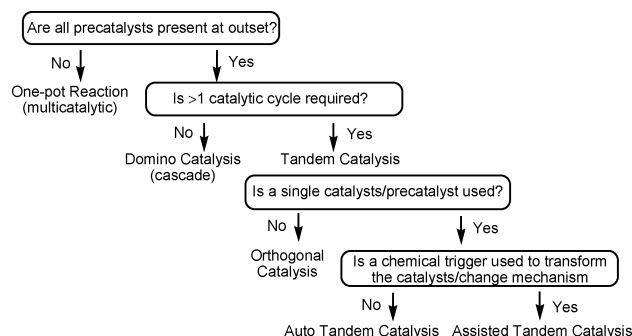 Are all precatalysts present at outset?
No
Yes
One-pot Reaction
(multicatalytic)
Is >1 catalytic cycle required?
No
Yes
Domino Catalysis
(cascade)
Tandem Catalysis
Is a single catalysts/precatalyst used?
No
Yes
Orthogonal
Catalysis
Is a chemical trigger used to transform
the catalysts/change mechanism
No
Yes
Auto Tandem Catalysis
Assisted Tandem Catalysis